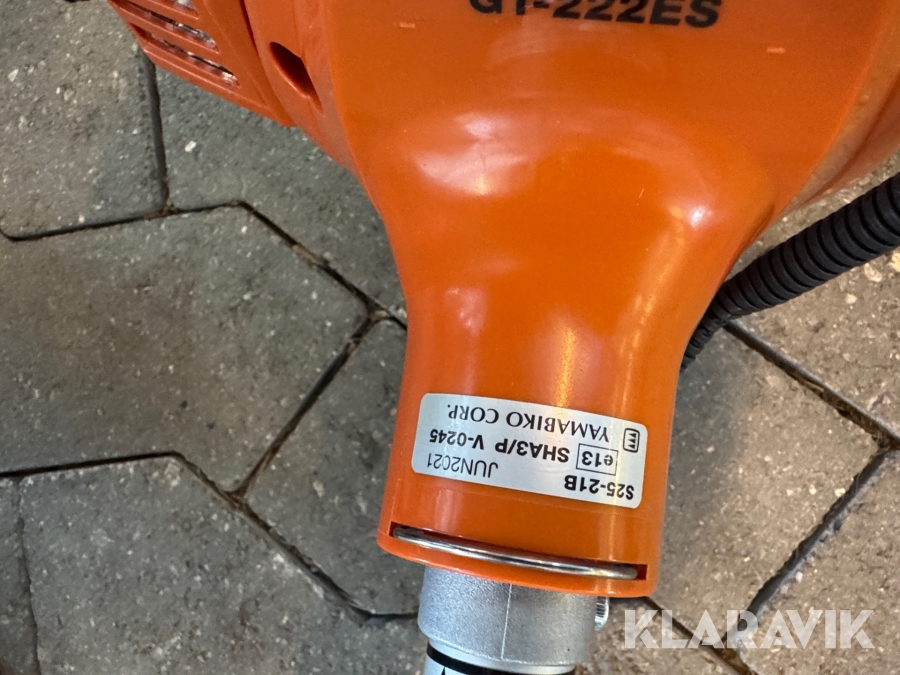 GT-222ES
S25-21B
JUN2021
e13 SHA3/P V-0245
YAMABIKO CORP.
KLARAVIK